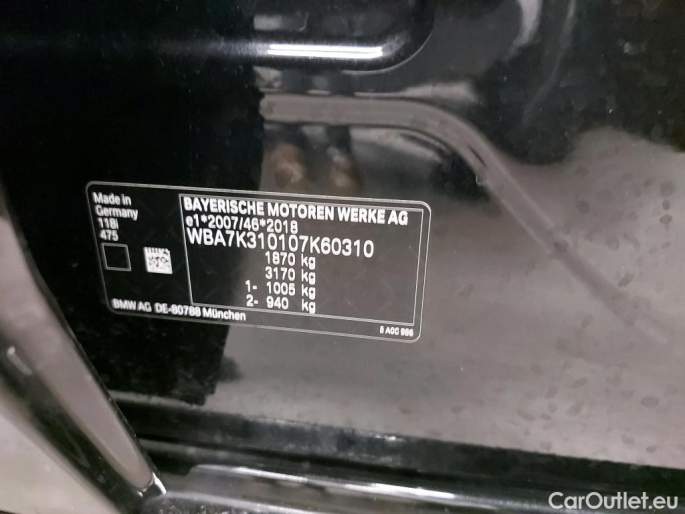 Made in
Germany
118i
475
BAYERISCHE MOTOREN WERKE AG
e1*2007/46*2018
WBA7K310107K60310
1870 kg
3170 kg
1- 1005 kg
2- 940 kg
BMW AG DE-80788 München
CarOutlet.eu